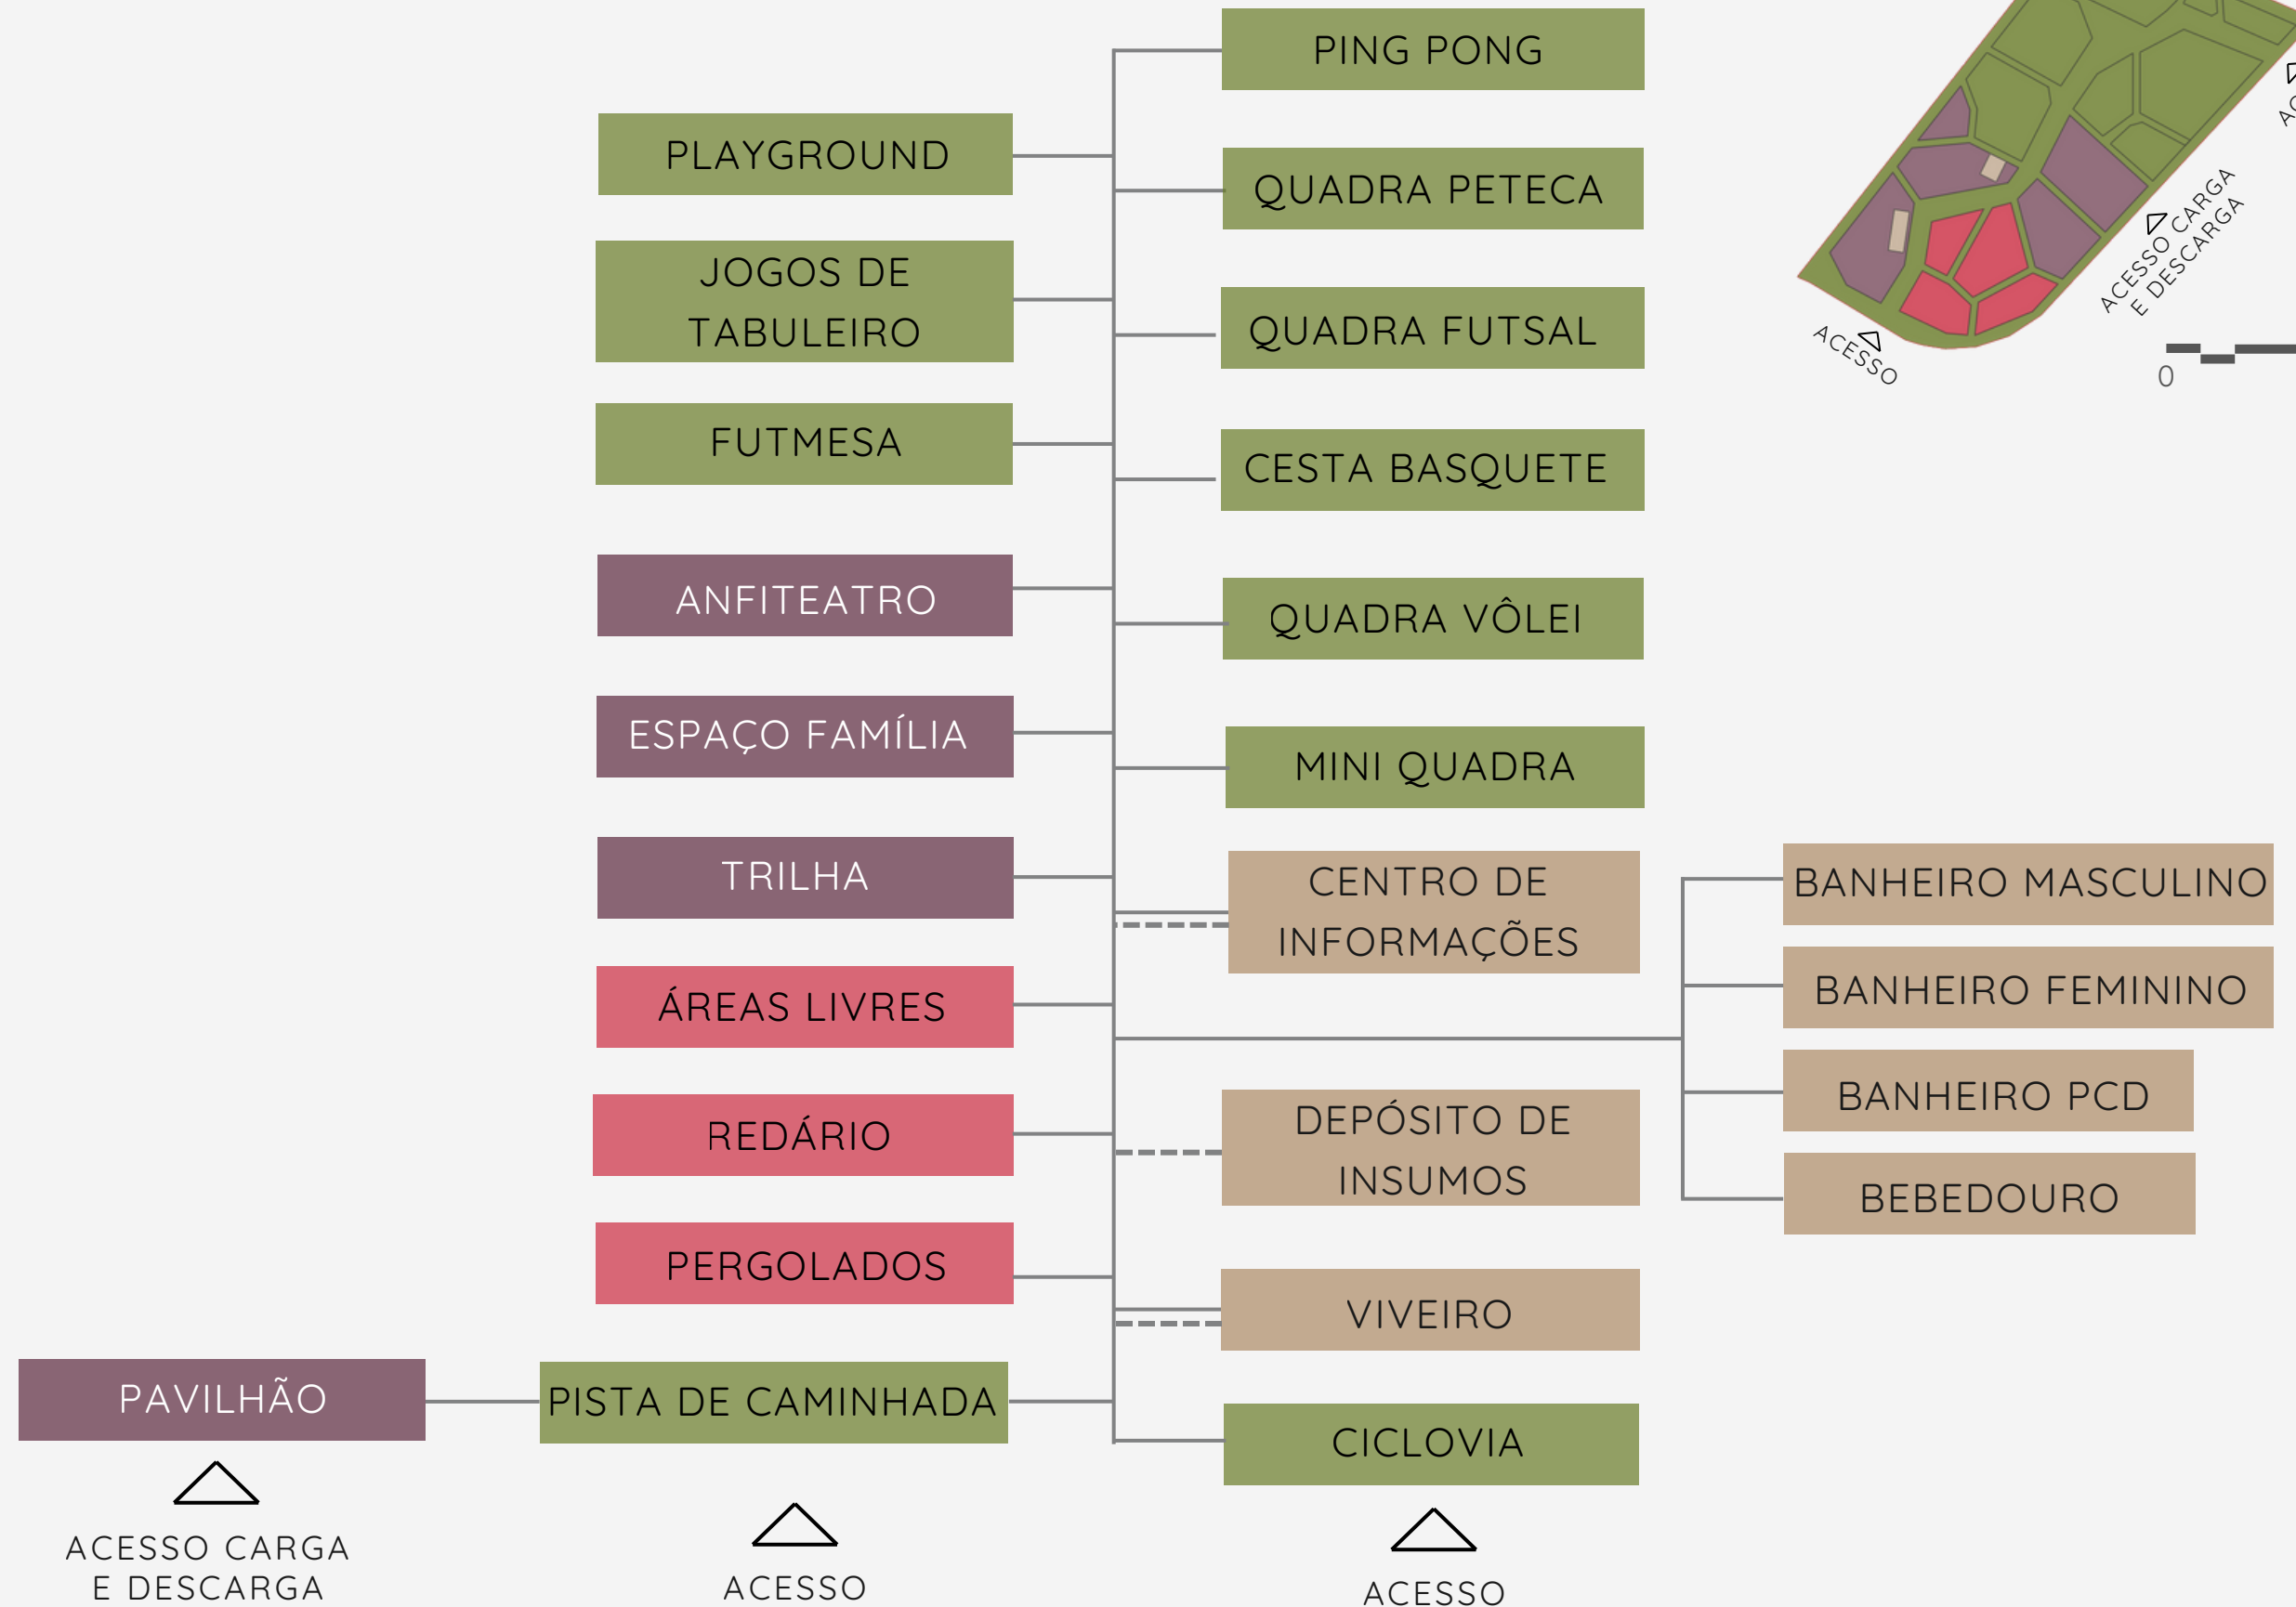 PING PONG
PLAYGROUND
QUADRA PETECA
JOGOS DE
TABULEIRO
QUADRA FUTSAL
FUTMESA
CESTA BASQUETE
ANFITEATRO
QUADRA VÔLEI
ESPAÇO FAMÍLIA
MINI QUADRA
TRILHA
CENTRO DE
INFORMAÇÕES
ÁREAS LIVRES
REDÁRIO
DEPÓSITO DE
INSUMOS
PERGOLADOS
VIVEIRO
PAVILHÃO
PISTA DE CAMINHADA
CICLOVIA
BANHEIRO MASCULINO
BANHEIRO FEMININO
BANHEIRO PCD
BEBEDOURO
ACESSO CARGA
E DESCARGA
ACESSO
ACESSO
ACESSO
ACESSO CARGA
E DESCARGA
0